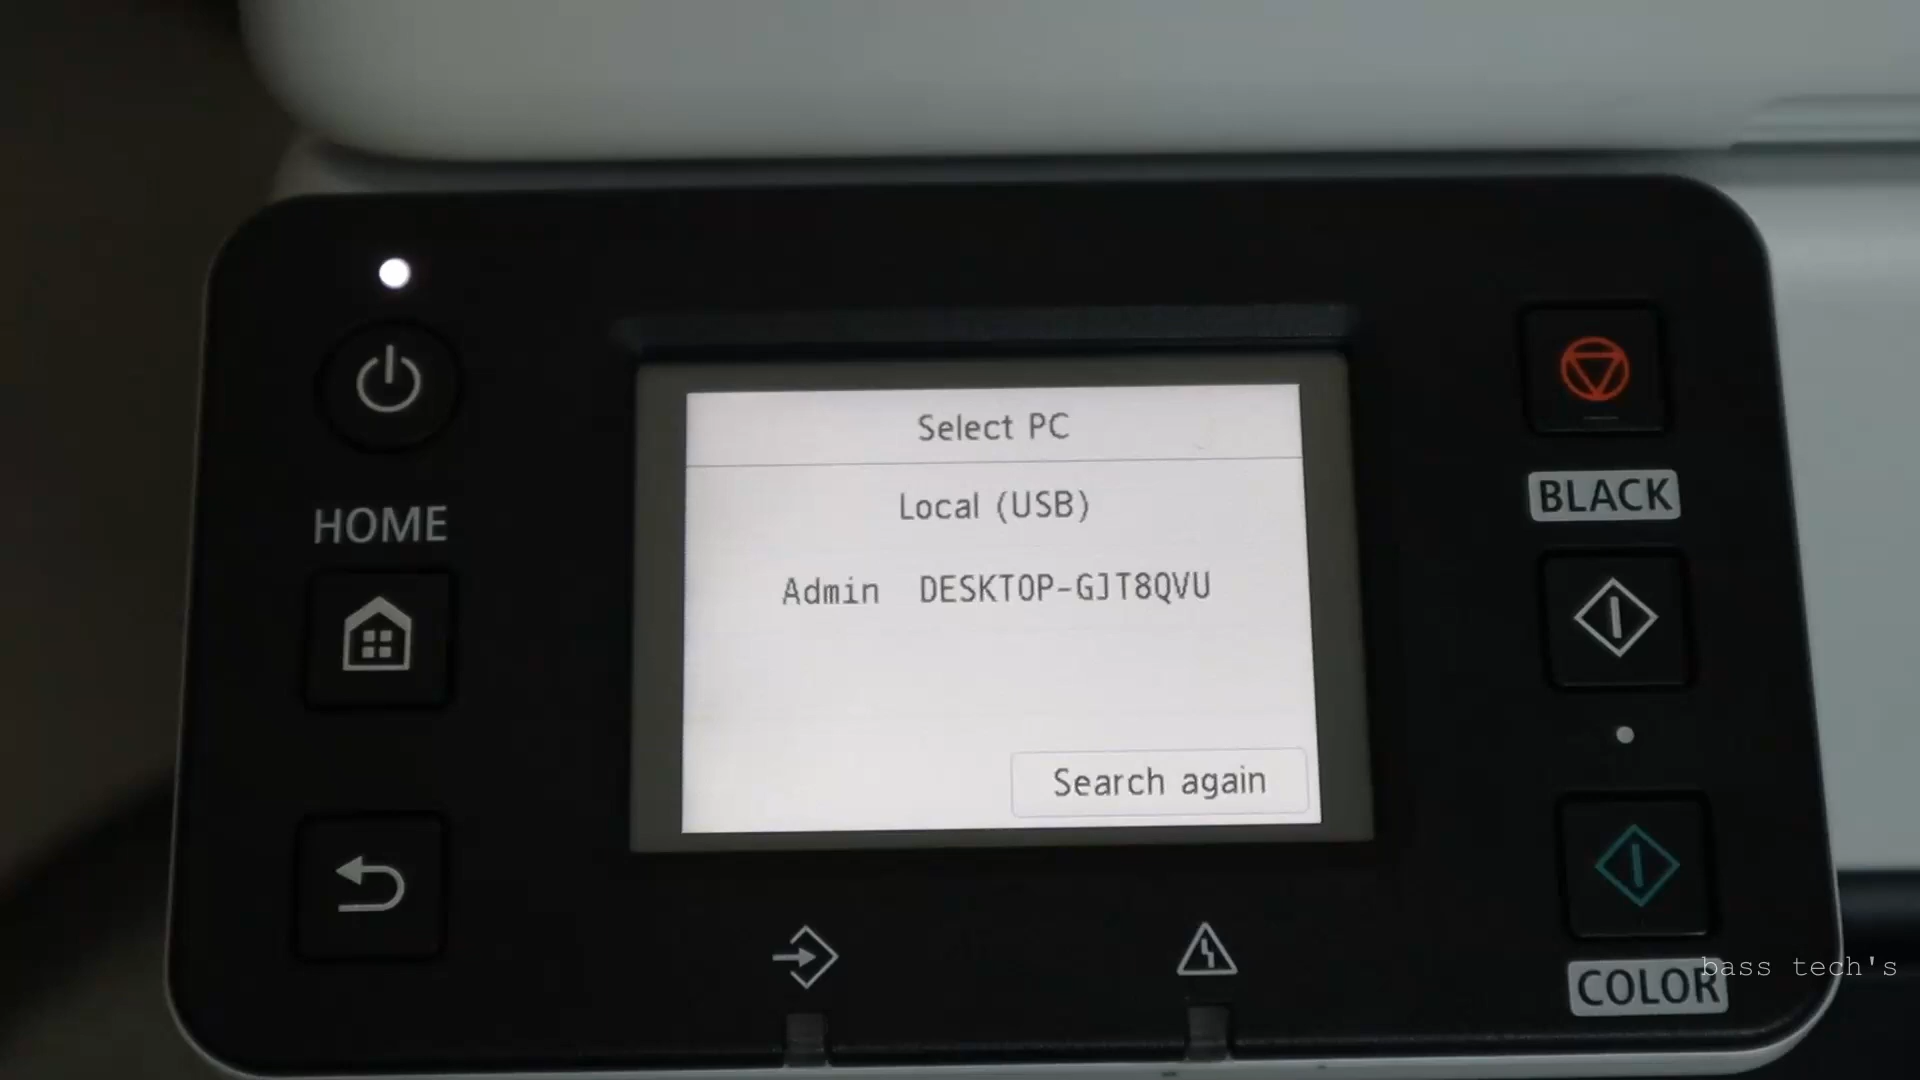 Select PC
Local (USB)
Admin DESKTOP-GJT8QVU
Search again
HOME
BLACK
COLOR
bass tech's